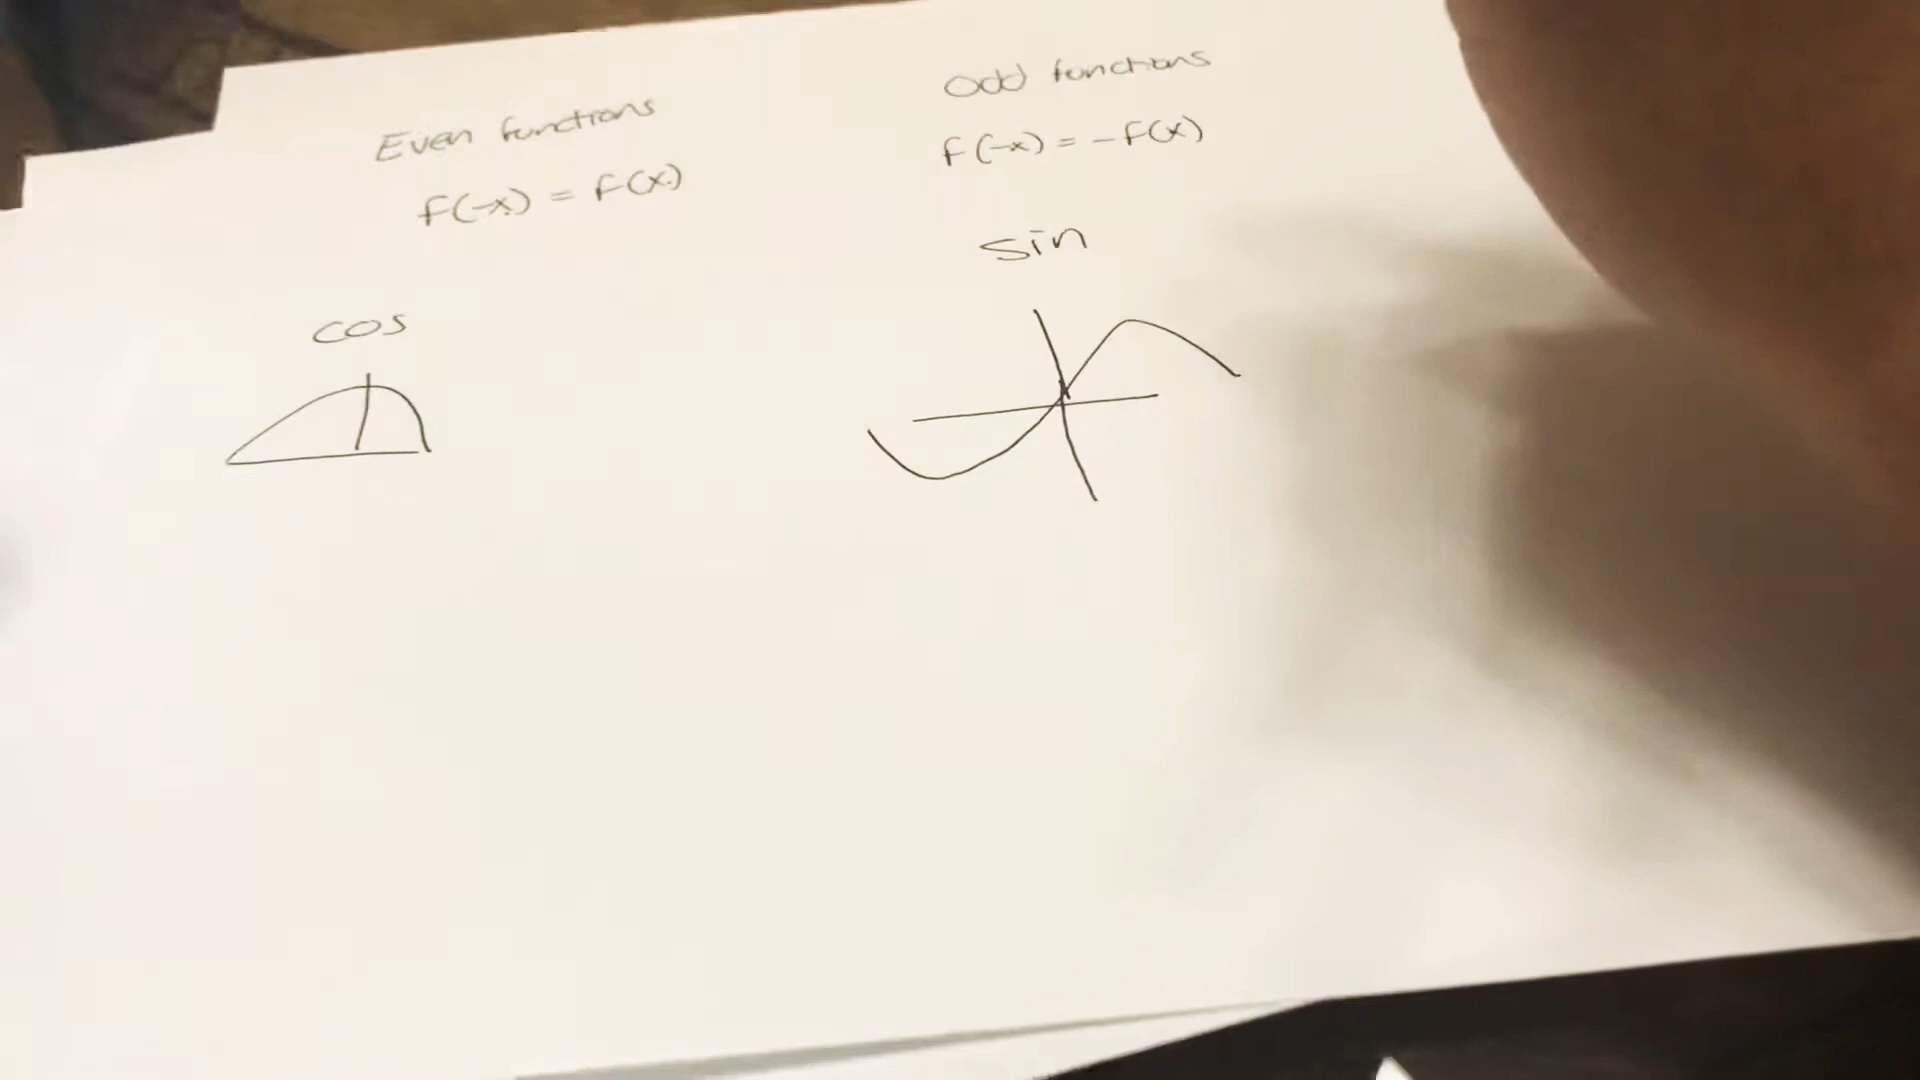 Even functions
f(-x) = f(x)
cos
Odd functions
f(-x) = -f(x)
sin